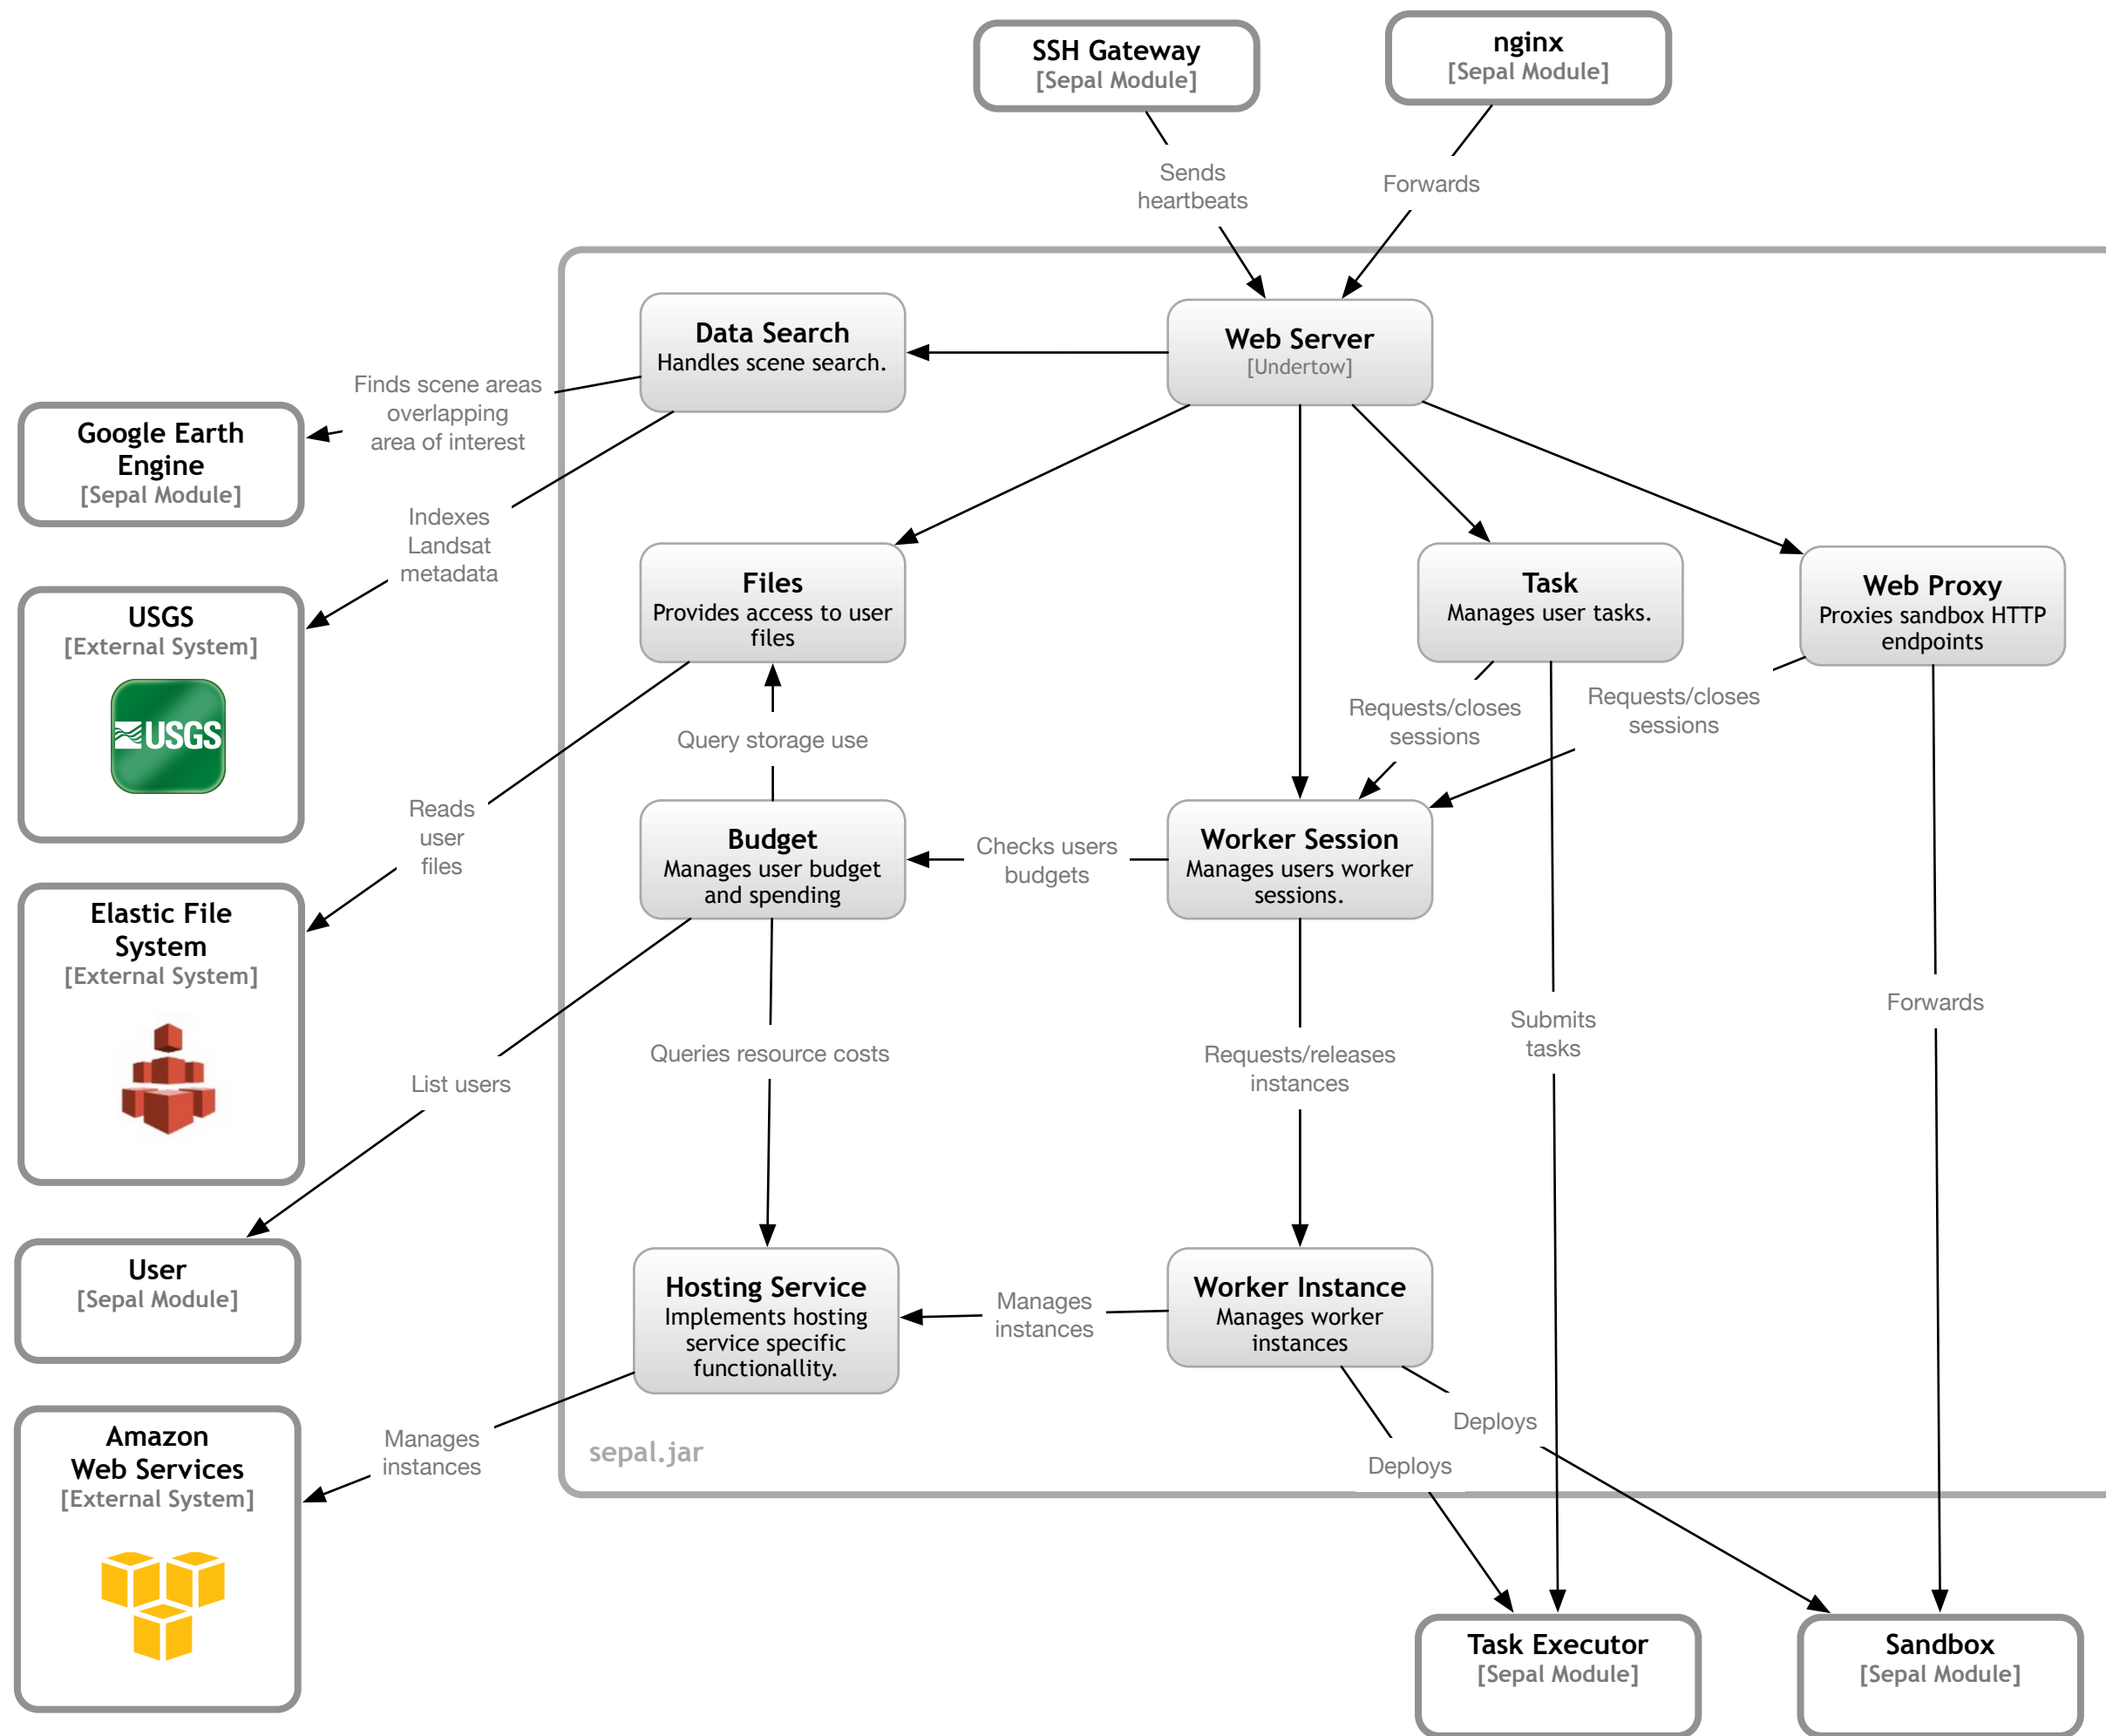 SSH Gateway
[Sepal Module]
nginx
[Sepal Module]
Sends
heartbeats
Forwards
Data Search
Handles scene search.
Web Server
[Undertow]
Finds scene areas
overlapping
area of interest
Google Earth
Engine
[Sepal Module]
Indexes
Landsat
metadata
Files
Provides access to user
files
Task
Manages user tasks.
Web Proxy
Proxies sandbox HTTP
endpoints
USGS
[External System]
USGS
Requests/closes
sessions
Requests/closes
sessions
Query storage use
Reads
user
files
Budget
Manages user budget
and spending
Checks users
budgets
Worker Session
Manages users worker
sessions.
Elastic File
System
[External System]
Forwards
Submits
tasks
Queries resource costs
Requests/releases
instances
List users
User
[Sepal Module]
Hosting Service
Implements hosting
service specific
functionallity.
Manages
instances
Worker Instance
Manages worker
instances
Amazon
Web Services
[External System]
Manages
instances
sepal.jar
Deploys
Deploys
Task Executor
[Sepal Module]
Sandbox
[Sepal Module]